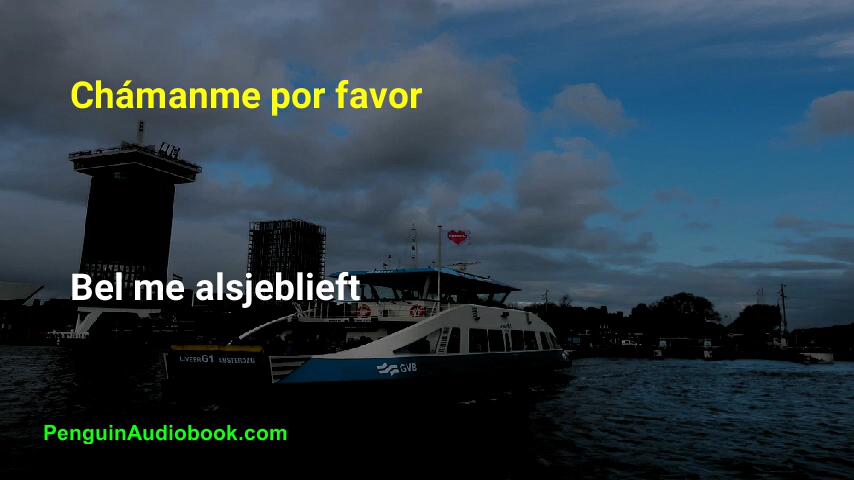 Chámanme por favor
Bel me alsjeblieft
GVB
PenguinAudiobook.com